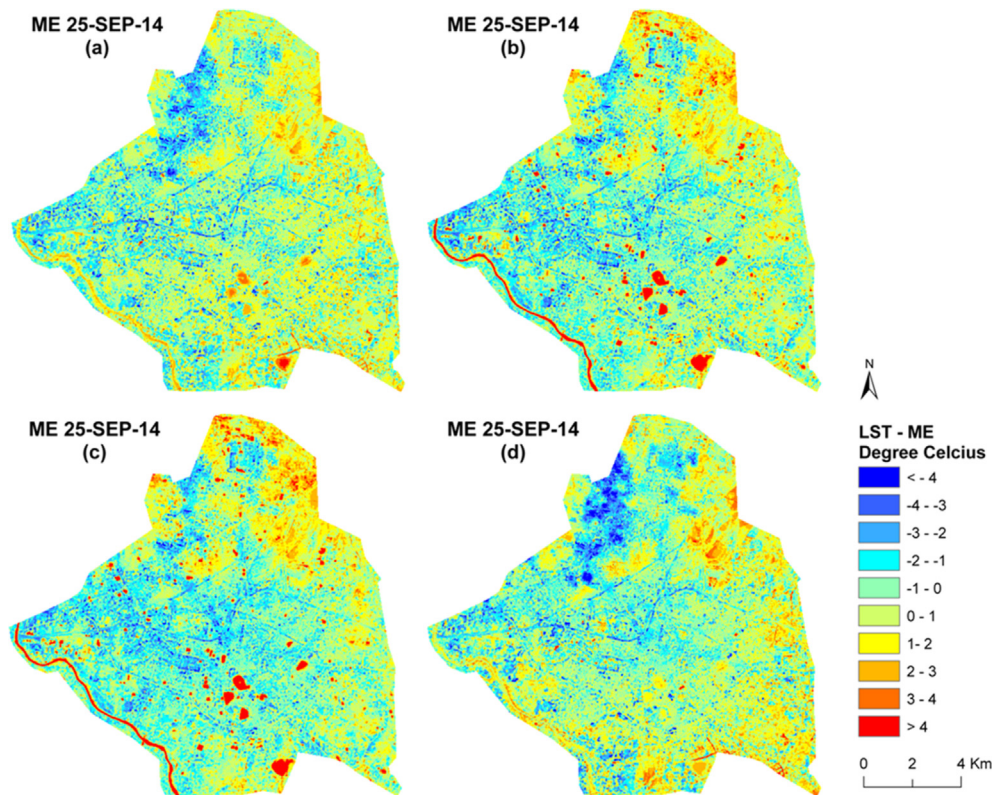 ME 25-SEP-14
(a)
ME 25-SEP-14
(b)
ME 25-SEP-14
(c)
ME 25-SEP-14
(d)
N
LST - ME
Degree Celcius
< - 4
-4 - -3
-3 - -2
-2 - -1
-1 - 0
0 - 1
1 - 2
2 - 3
3 - 4
> 4
0 2 4 Km